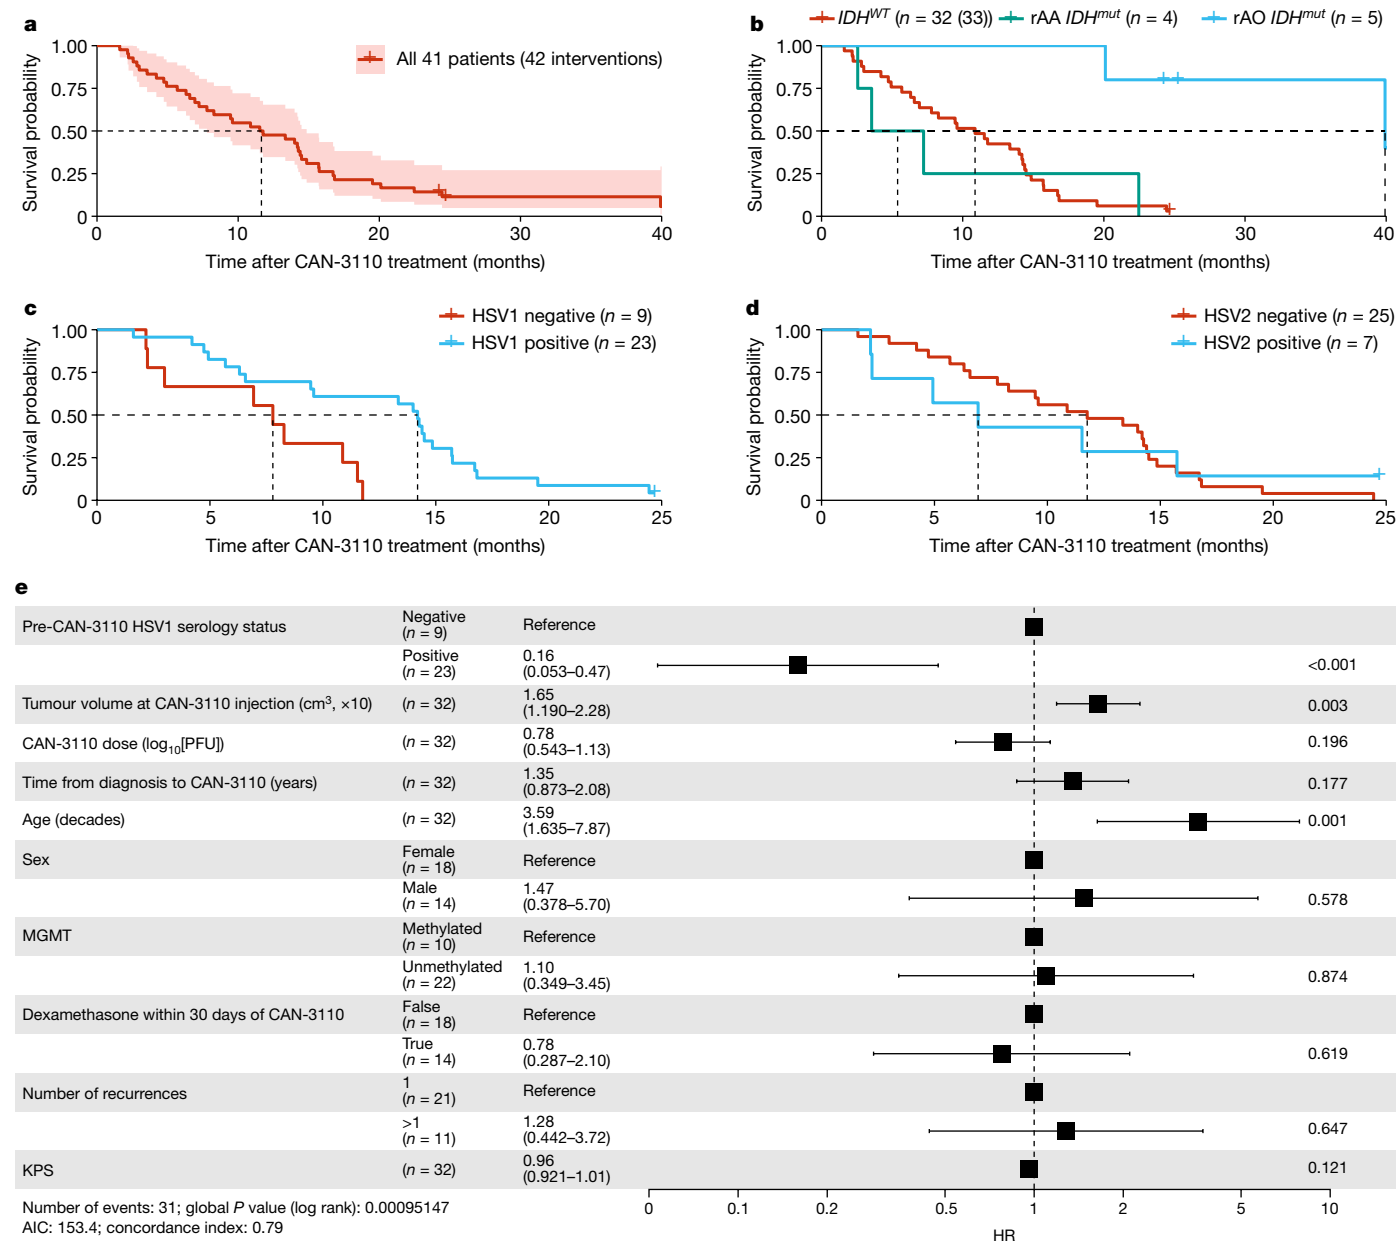 a
1.00
0.75
0.50
0.25
0
Survival probability
All 41 patients (42 interventions)
0 10 20 30 40
Time after CAN-3110 treatment (months)
b
IDH^WT (n = 32 (33)) rAA IDH^mut (n = 4) rAO IDH^mut (n = 5)
1.00
0.75
0.50
0.25
0
Survival probability
0 10 20 30 40
Time after CAN-3110 treatment (months)
c
HSV1 negative (n = 9)
HSV1 positive (n = 23)
1.00
0.75
0.50
0.25
0
Survival probability
0 5 10 15 20 25
Time after CAN-3110 treatment (months)
d
HSV2 negative (n = 25)
HSV2 positive (n = 7)
1.00
0.75
0.50
0.25
0
Survival probability
0 5 10 15 20 25
Time after CAN-3110 treatment (months)
e
Pre-CAN-3110 HSV1 serology status Negative (n = 9) Reference
Positive (n = 23) 0.16 (0.053–0.47) <0.001
Tumour volume at CAN-3110 injection (cm³, ×10) (n = 32) 1.65 (1.190–2.28) 0.003
CAN-3110 dose (log₁₀[PFU]) (n = 32) 0.78 (0.543–1.13) 0.196
Time from diagnosis to CAN-3110 (years) (n = 32) 1.35 (0.873–2.08) 0.177
Age (decades) (n = 32) 3.59 (1.635–7.87) 0.001
Sex Female (n = 18) Reference
Male (n = 14) 1.47 (0.378–5.70) 0.578
MGMT Methylated (n = 10) Reference
Unmethylated (n = 22) 1.10 (0.349–3.45) 0.874
Dexamethasone within 30 days of CAN-3110 False (n = 18) Reference
True (n = 14) 0.78 (0.287–2.10) 0.619
Number of recurrences 1 (n = 21) Reference
>1 (n = 11) 1.28 (0.442–3.72) 0.647
KPS (n = 32) 0.96 (0.921–1.01) 0.121
Number of events: 31; global P value (log rank): 0.00095147
AIC: 153.4; concordance index: 0.79
0 0.1 0.2 0.5 1 2 5 10
HR